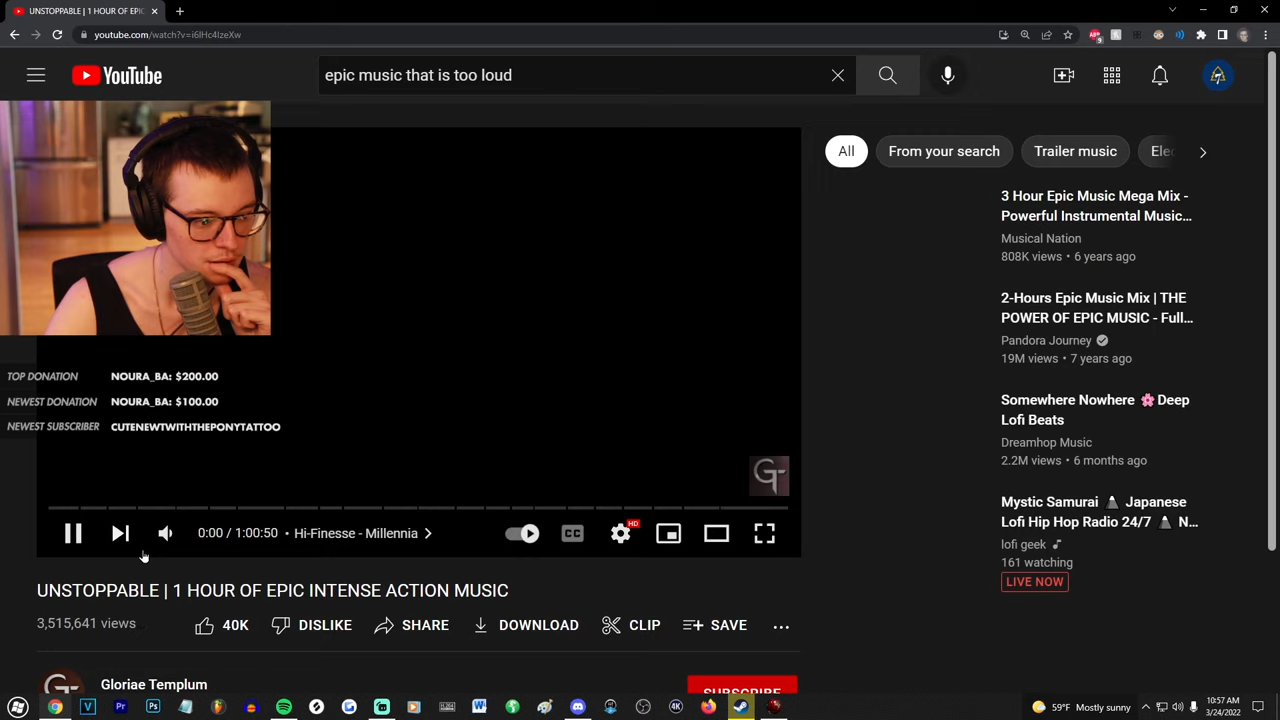 UNSTOPPABLE | 1 HOUR OF EPIC
youtube.com/watch?v=i6IHc4IzeXw
9
YouTube
epic music that is too loud
All
From your search
Trailer music
Elec
3 Hour Epic Music Mega Mix -
Powerful Instrumental Music...
Musical Nation
808K views • 6 years ago
2-Hours Epic Music Mix | THE
POWER OF EPIC MUSIC - Full...
Pandora Journey
19M views • 7 years ago
Somewhere Nowhere 🌸 Deep
Lofi Beats
Dreamhop Music
2.2M views • 6 months ago
Mystic Samurai 🗻 Japanese
Lofi Hip Hop Radio 24/7 🗻 N...
lofi geek
161 watching
LIVE NOW
TOP DONATION NOURA_BA: $200.00
NEWEST DONATION NOURA_BA: $100.00
NEWEST SUBSCRIBER CUTENEWTWITHTHEPONYTATTOO
GT
0:00 / 1:00:50 • Hi-Finesse - Millennia
CC
HD
UNSTOPPABLE | 1 HOUR OF EPIC INTENSE ACTION MUSIC
3,515,641 views
40K
DISLIKE
SHARE
DOWNLOAD
CLIP
SAVE
Gloriae Templum
SUBSCRIBE
59°F Mostly sunny
10:57 AM
3/24/2022